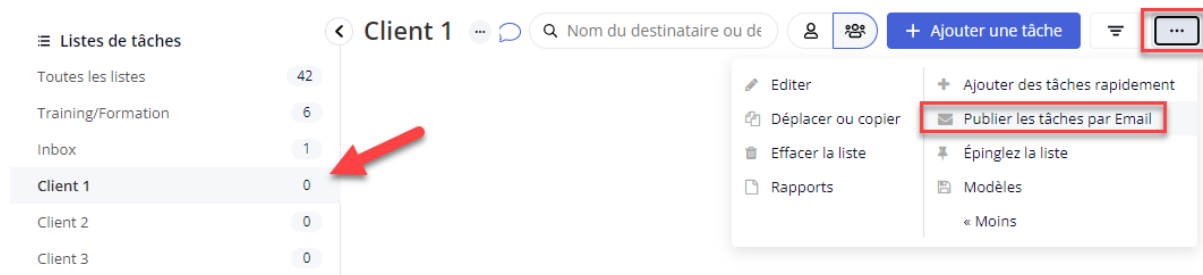 Listes de tâches
Toutes les listes 42
Training/Formation 6
Inbox 1
Client 1 0
Client 2 0
Client 3 0
Client 1 ... Nom du destinataire ou de + Ajouter une tâche ...
Editer
Déplacer ou copier
Effacer la liste
Rapports
Ajouter des tâches rapidement
Publier les tâches par Email
Épinglez la liste
Modèles
« Moins